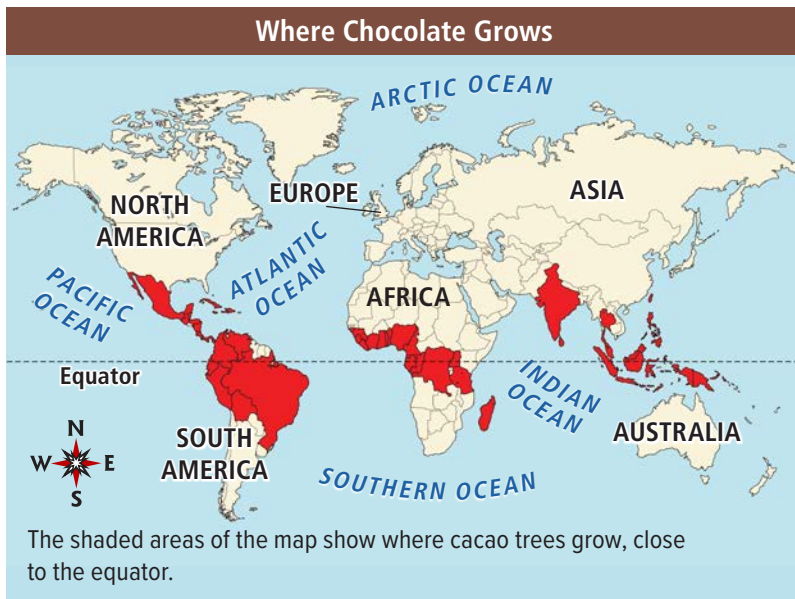 Where Chocolate Grows
ARCTIC OCEAN
NORTH
AMERICA
EUROPE
ASIA
ATLANTIC
OCEAN
PACIFIC
OCEAN
AFRICA
Equator
INDIAN
OCEAN
N
W
E
S
SOUTH
AMERICA
AUSTRALIA
SOUTHERN OCEAN
The shaded areas of the map show where cacao trees grow, close
to the equator.